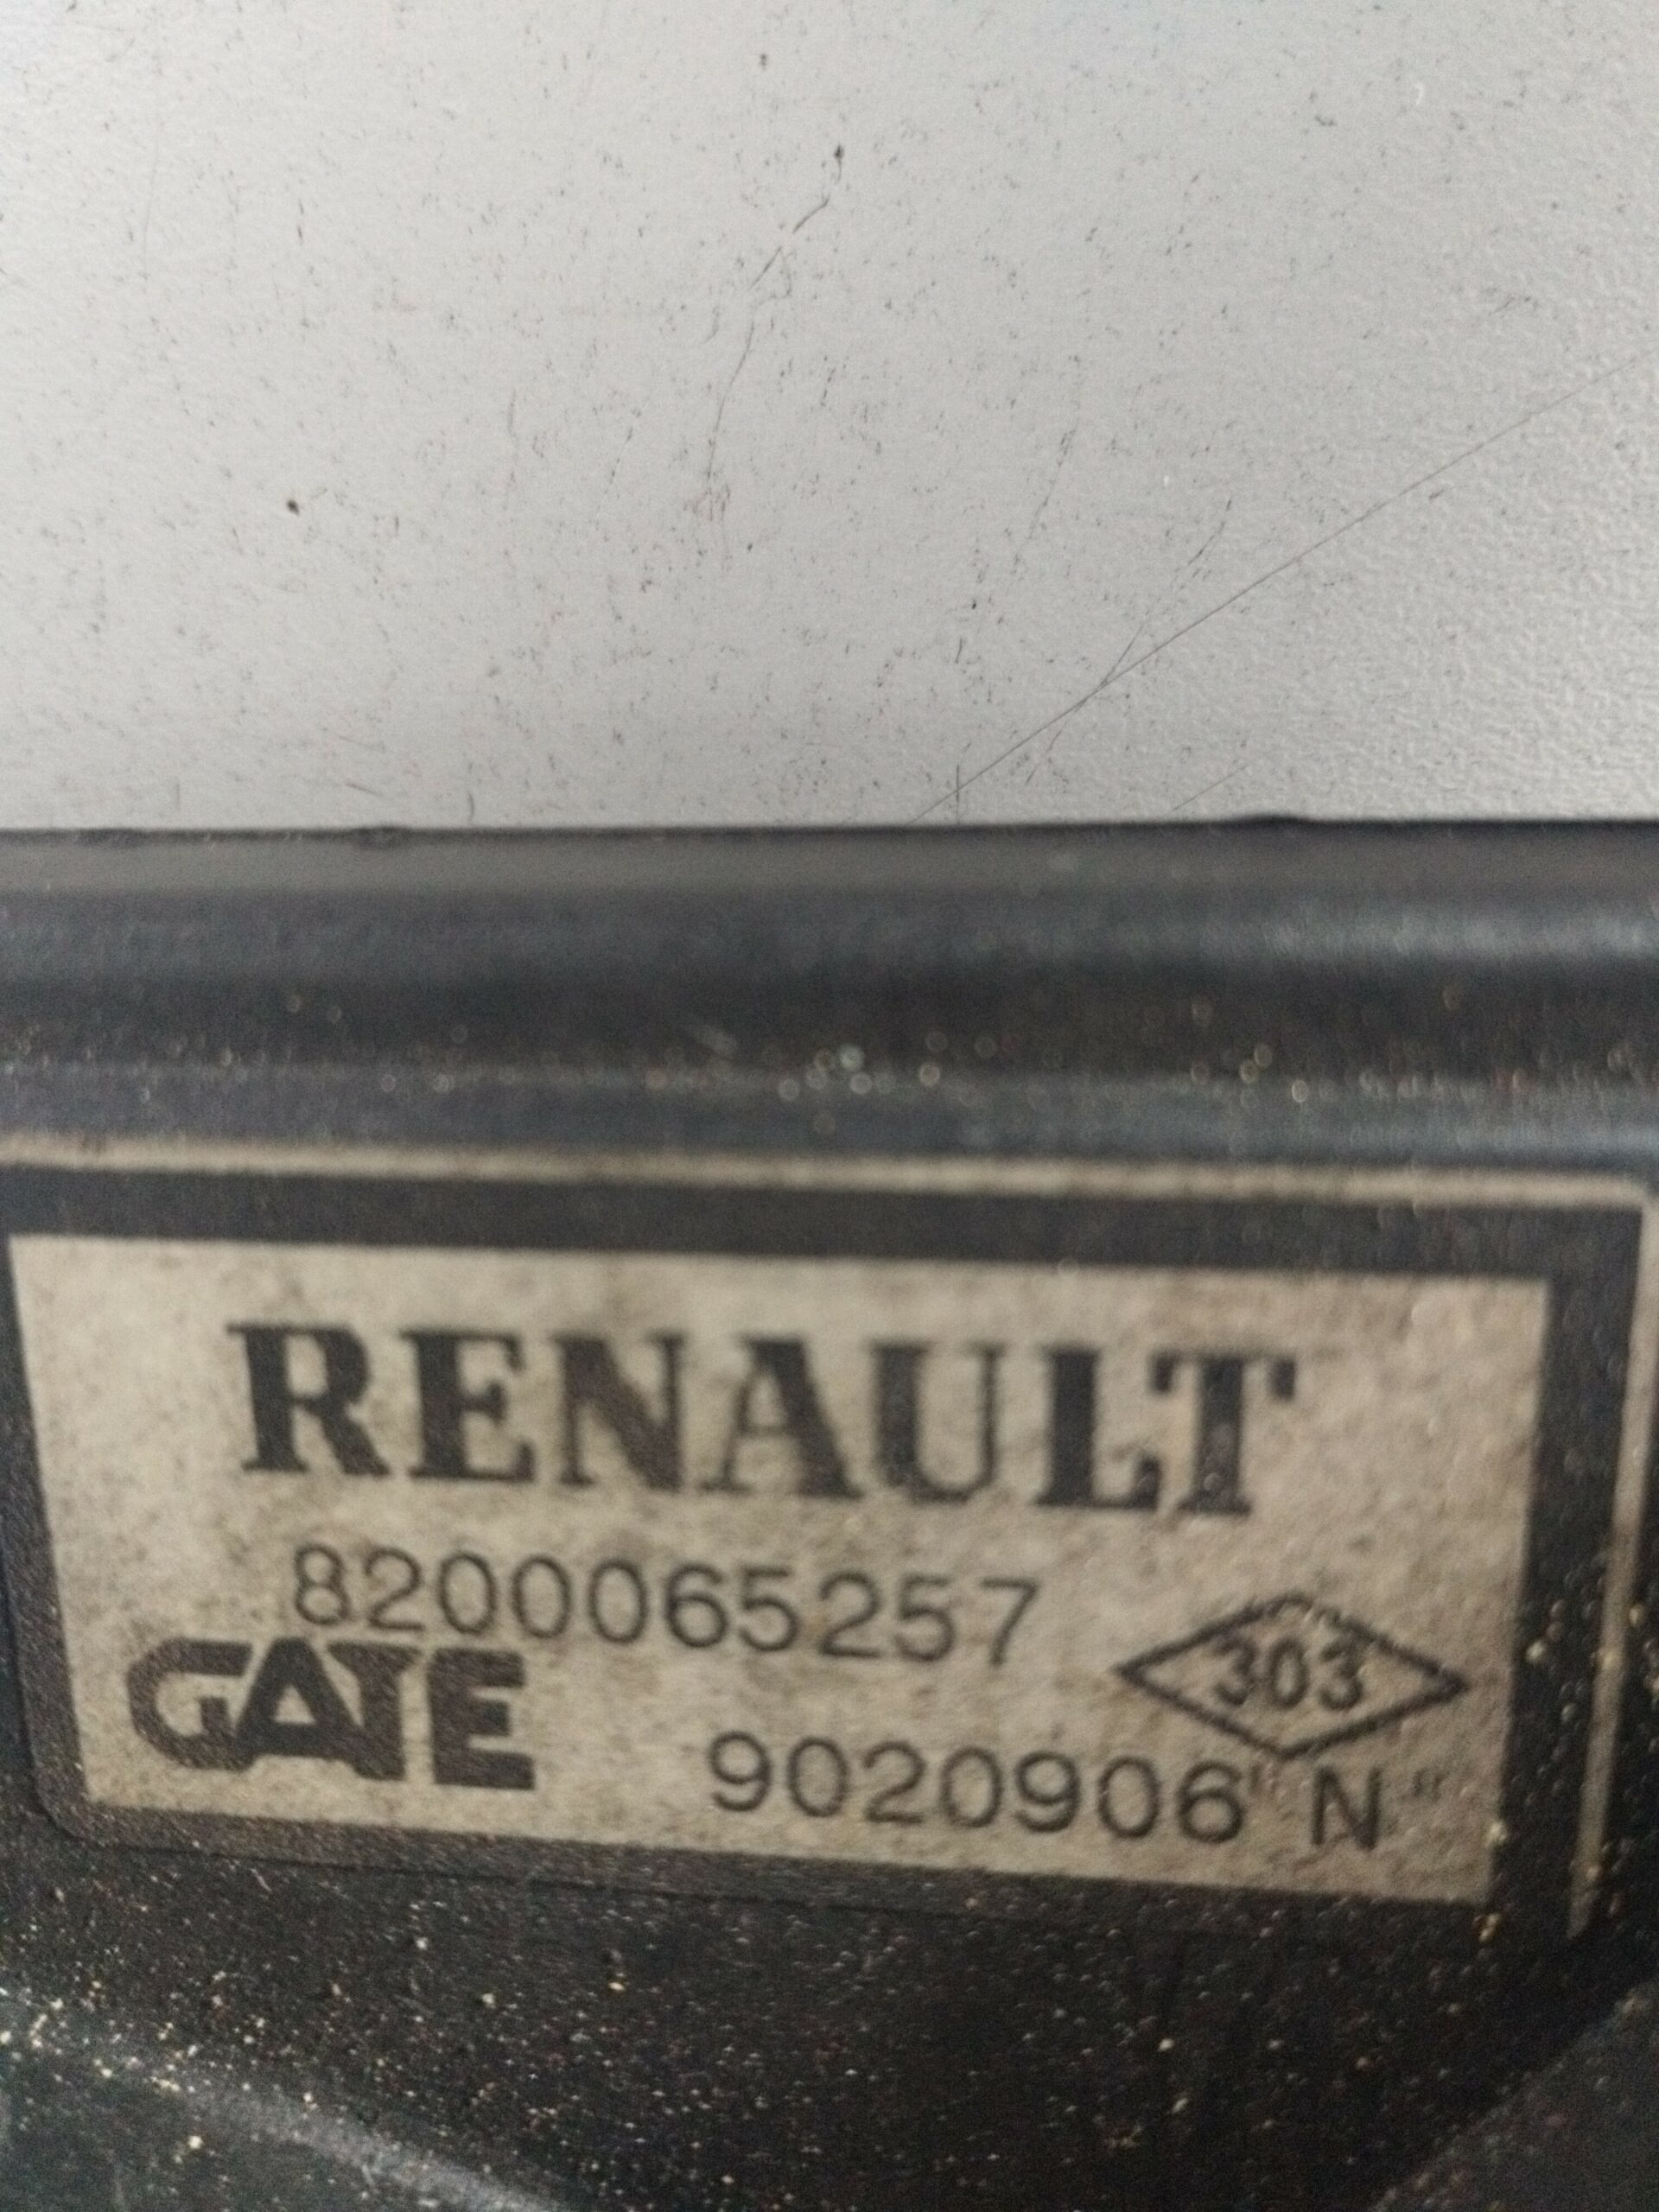 RENAULT
8200065257
303
GATE
9020906"N"